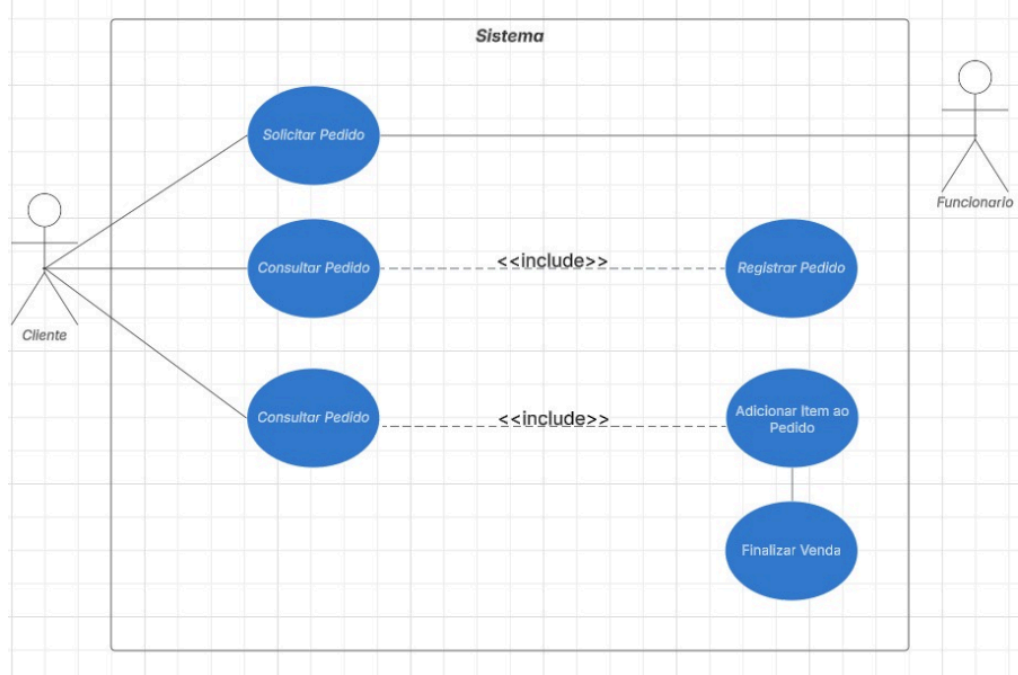 Sistema
Solicitar Pedido
Funcionario
Consultar Pedido
<<include>>
Registrar Pedido
Cliente
Consultar Pedido
<<include>>
Adicionar Item ao
Pedido
Finalizar Venda